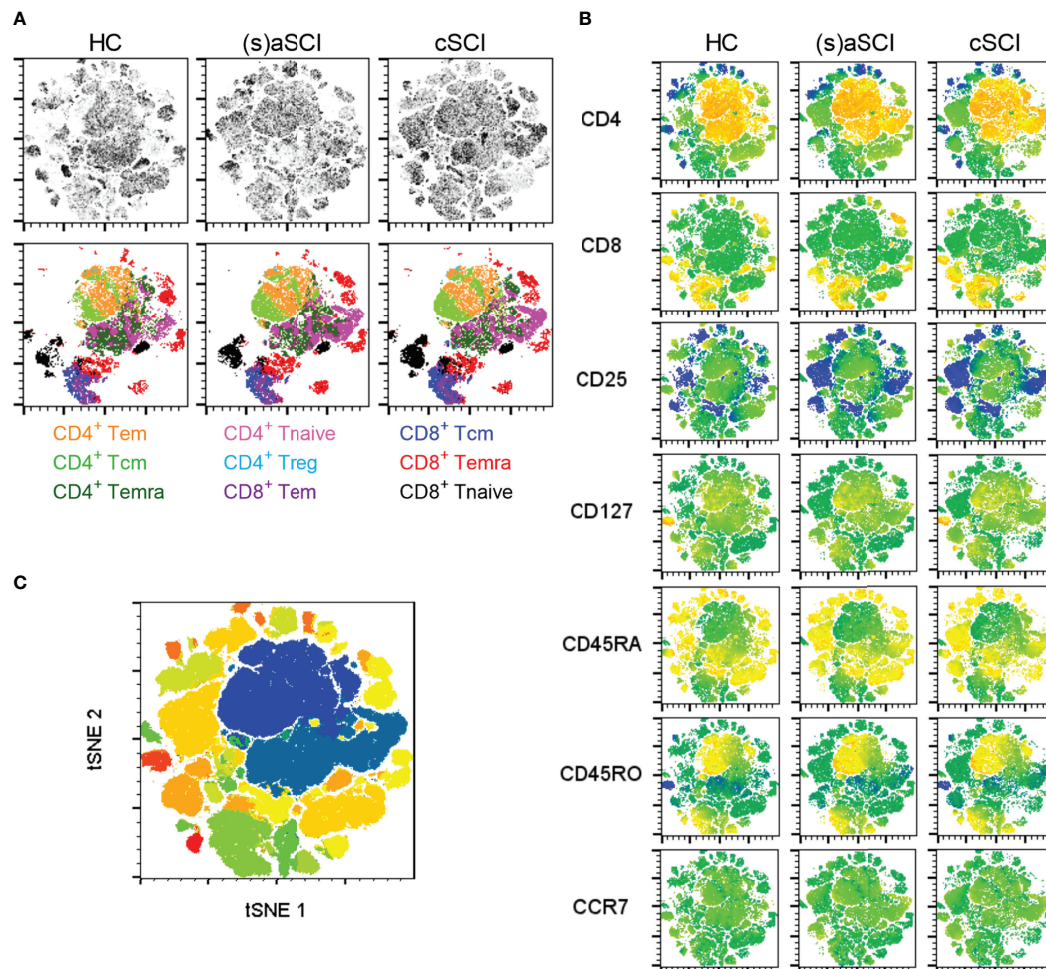 A
HC (s)aSCI cSCI
CD4⁺ Tem CD4⁺ Tnaive CD8⁺ Tcm
CD4⁺ Tcm CD4⁺ Treg CD8⁺ Temra
CD4⁺ Temra CD8⁺ Tem CD8⁺ Tnaive
C
tSNE 2
tSNE 1
B
HC (s)aSCI cSCI
CD4
CD8
CD25
CD127
CD45RA
CD45RO
CCR7